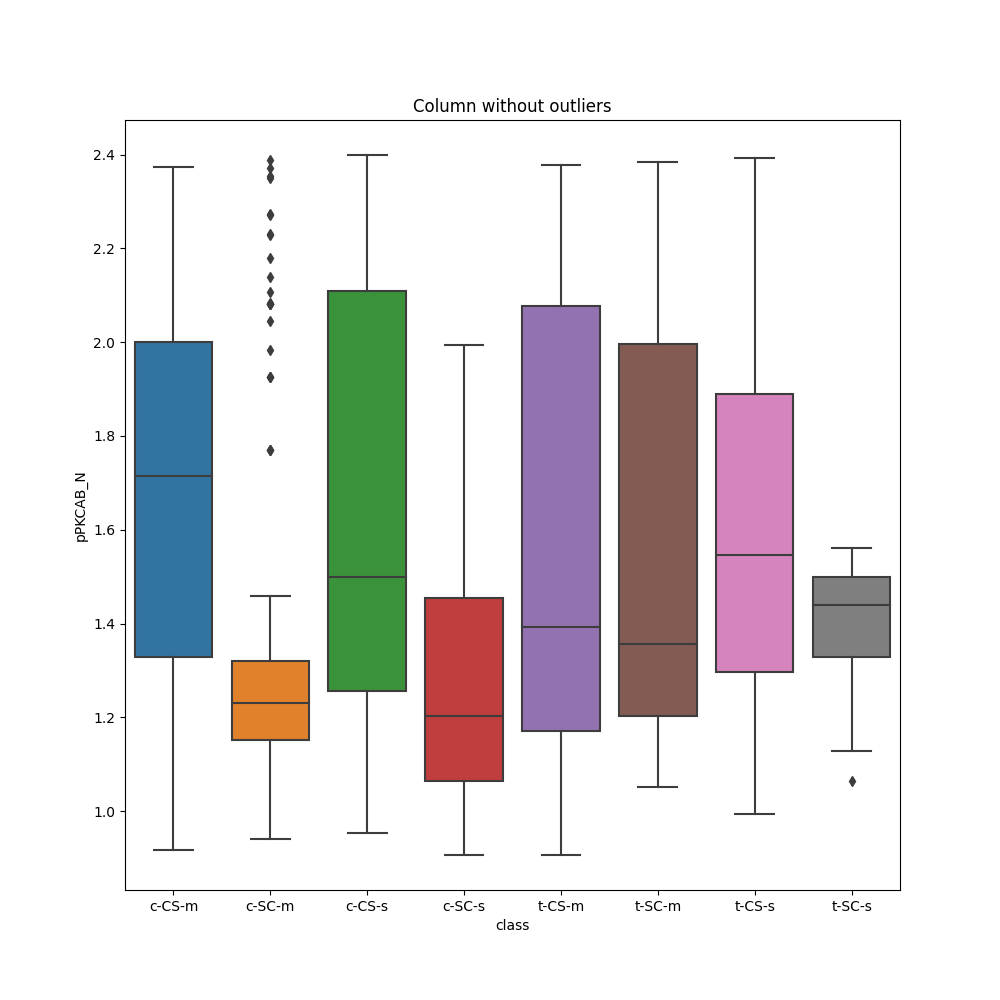 Column without outliers
2.4
2.2
2.0
1.8
1.6
1.4
1.2
1.0
pPKCAB_N
c-CS-m c-SC-m c-CS-s c-SC-s t-CS-m t-SC-m t-CS-s t-SC-s
class